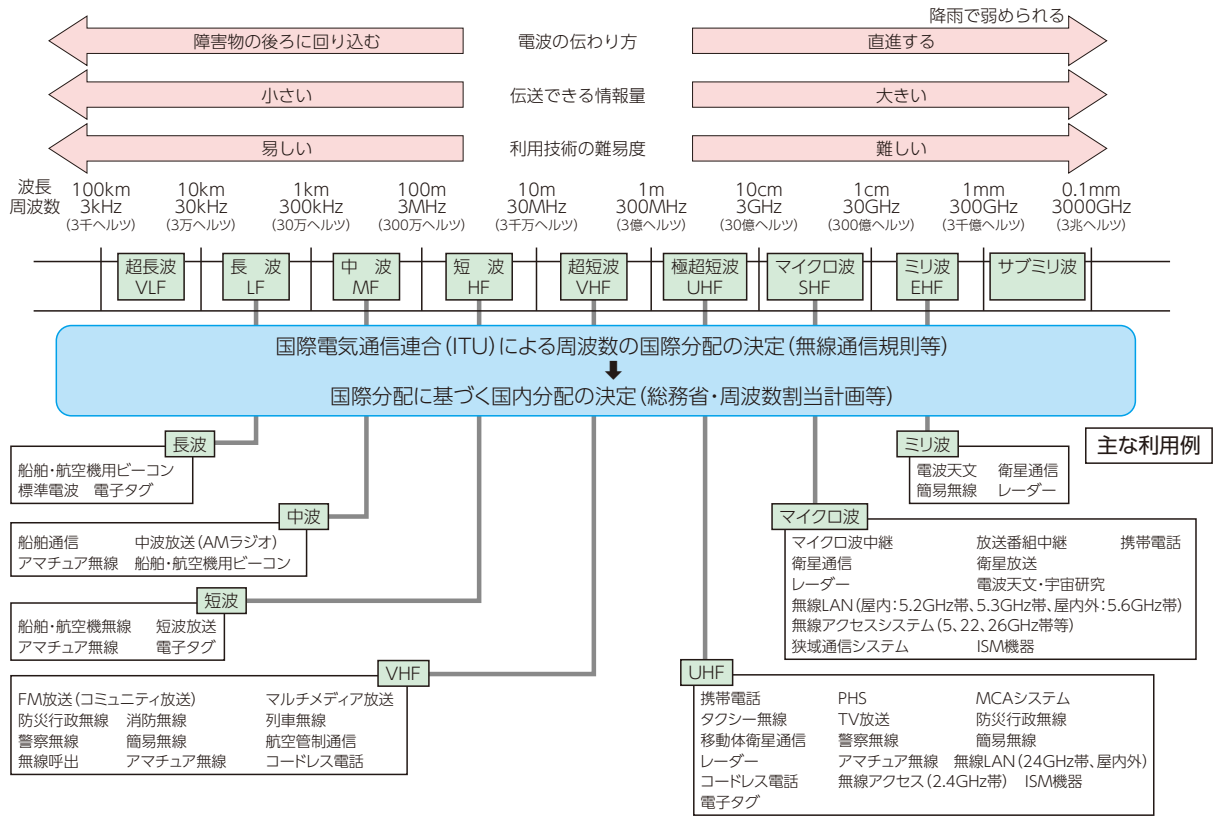 降雨で弱められる
障害物の後ろに回り込む 電波の伝わり方 直進する
小さい 伝送できる情報量 大きい
易しい 利用技術の難易度 難しい
波長 100km 10km 1km 100m 10m 1m 10cm 1cm 1mm 0.1mm
周波数 3kHz 30kHz 300kHz 3MHz 30MHz 300MHz 3GHz 30GHz 300GHz 3000GHz
(3千ヘルツ) (3万ヘルツ) (30万ヘルツ) (300万ヘルツ) (3千万ヘルツ) (3億ヘルツ) (30億ヘルツ) (300億ヘルツ) (3千億ヘルツ) (3兆ヘルツ)
超長波 長 波 中 波 短 波 超短波 極超短波 マイクロ波 ミリ波 サブミリ波
VLF LF MF HF VHF UHF SHF EHF
国際電気通信連合(ITU)による周波数の国際分配の決定(無線通信規則等)
国際分配に基づく国内分配の決定(総務省・周波数割当計画等)
主な利用例
長波
船舶・航空機用ビーコン
標準電波 電子タグ
中波
船舶通信 中波放送(AMラジオ)
アマチュア無線 船舶・航空機用ビーコン
短波
船舶・航空機無線 短波放送
アマチュア無線 電子タグ
VHF
FM放送(コミュニティ放送) マルチメディア放送
防災行政無線 消防無線 列車無線
警察無線 簡易無線 航空管制通信
無線呼出 アマチュア無線 コードレス電話
ミリ波
電波天文 衛星通信
簡易無線 レーダー
マイクロ波
マイクロ波中継 放送番組中継 携帯電話
衛星通信 衛星放送
レーダー 電波天文・宇宙研究
無線LAN(屋内:5.2GHz帯、5.3GHz帯、屋内外:5.6GHz帯)
無線アクセスシステム(5、22、26GHz帯等)
狭域通信システム ISM機器
UHF
携帯電話 PHS MCAシステム
タクシー無線 TV放送 防災行政無線
移動体衛星通信 警察無線 簡易無線
レーダー アマチュア無線 無線LAN(24GHz帯、屋内外)
コードレス電話 無線アクセス(2.4GHz帯) ISM機器
電子タグ